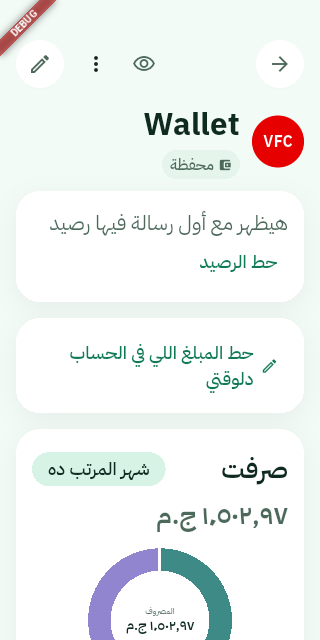 DEBUG
Wallet
VFC
محفظة
هيظهر مع أول رسالة فيها رصيد
حط الرصيد
حط المبلغ اللي في الحساب
دلوقتي
صرفت
شهر المرتب ده
١,٥٠٢,٩٧ ج.م
المصروف
١,٥٠٢,٩٧ ج.م